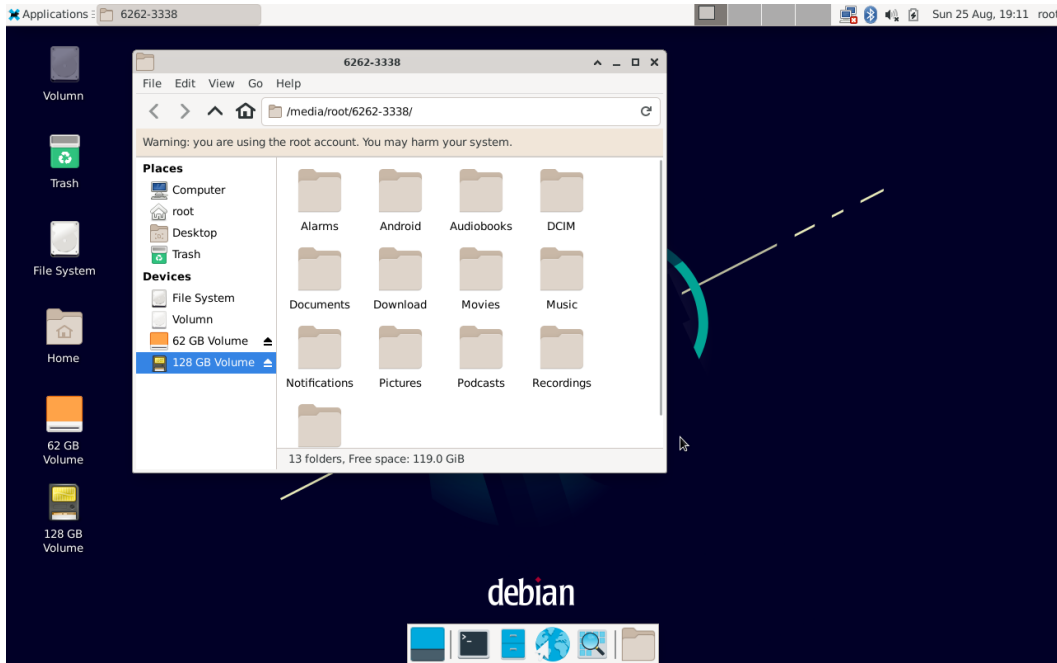 Applications
6262-3338
Sun 25 Aug, 19:11 root
Volumn
Trash
File System
Home
62 GB
Volume
128 GB
Volume
6262-3338
File Edit View Go Help
/media/root/6262-3338/
Warning: you are using the root account. You may harm your system.
Places
Computer
root
Desktop
Trash
Devices
File System
Volumn
62 GB Volume
128 GB Volume
Alarms Android Audiobooks DCIM
Documents Download Movies Music
Notifications Pictures Podcasts Recordings
13 folders, Free space: 119.0 GiB
debian